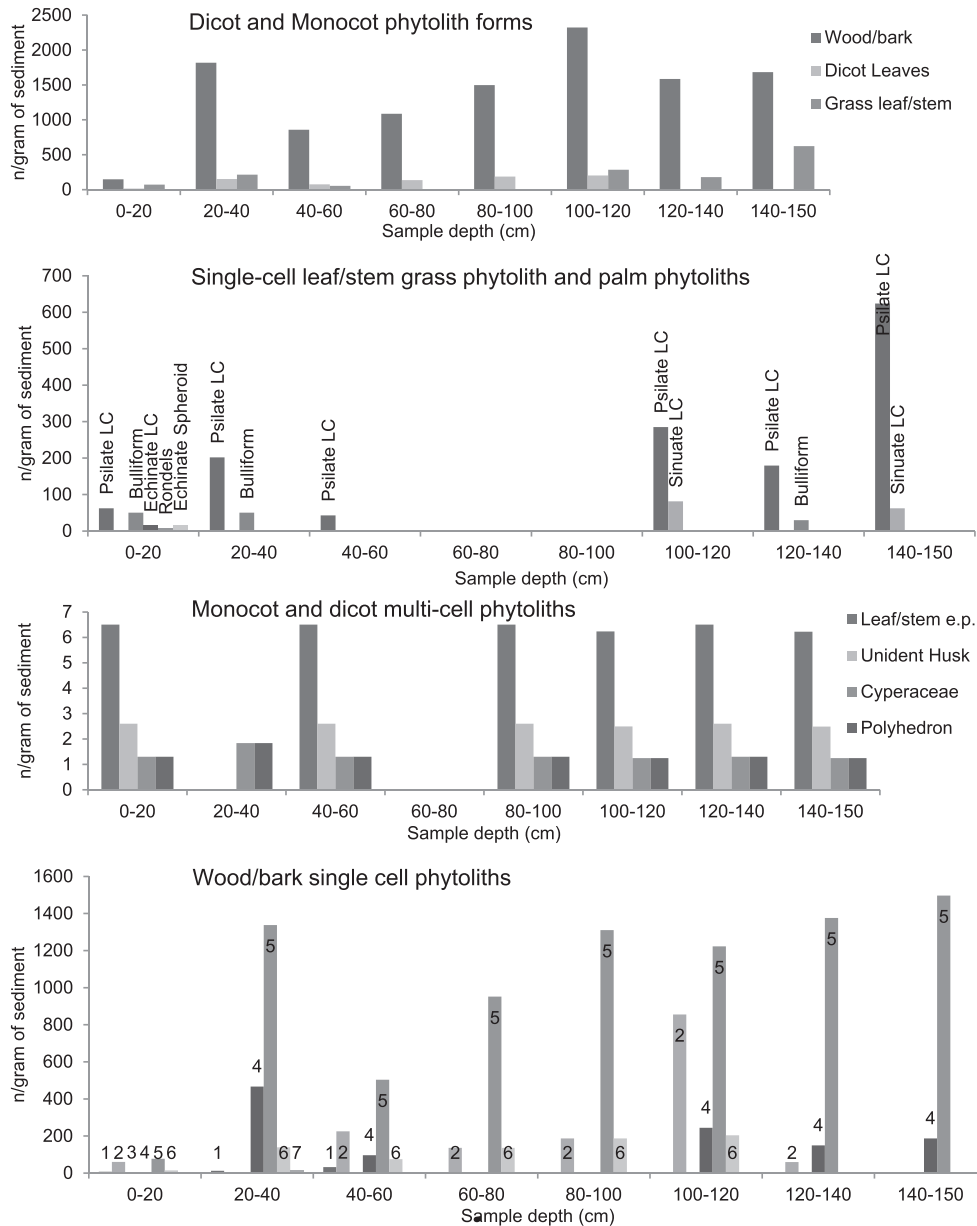 Dicot and Monocot phytolith forms
n/gram of sediment
2500
2000
1500
1000
500
0
Wood/bark
Dicot Leaves
Grass leaf/stem
0-20 20-40 40-60 60-80 80-100 100-120 120-140 140-150
Sample depth (cm)
Single-cell leaf/stem grass phytolith and palm phytoliths
n/gram of sediment
700
600
500
400
300
200
100
0
Psilate LC
Bulliform
Echinate LC
Rondels
Echinate Spheroid
Psilate LC
Bulliform
Psilate LC
Psilate LC
Sinuate LC
Psilate LC
Bulliform
Psilate LC
Sinuate LC
0-20 20-40 40-60 60-80 80-100 100-120 120-140 140-150
Sample depth (cm)
Monocot and dicot multi-cell phytoliths
n/gram of sediment
7
6
5
4
3
2
1
0
Leaf/stem e.p.
Unident Husk
Cyperaceae
Polyhedron
0-20 20-40 40-60 60-80 80-100 100-120 120-140 140-150
Sample depth (cm)
Wood/bark single cell phytoliths
n/gram of sediment
1600
1400
1200
1000
800
600
400
200
0
1 2 3 4 5 6
1 4 5 6 7
1 2 4 5 6
2 5 6
2 5 6
2 4 5 6
2 4 5
4 5
0-20 20-40 40-60 60-80 80-100 100-120 120-140 140-150
Sample depth (cm)